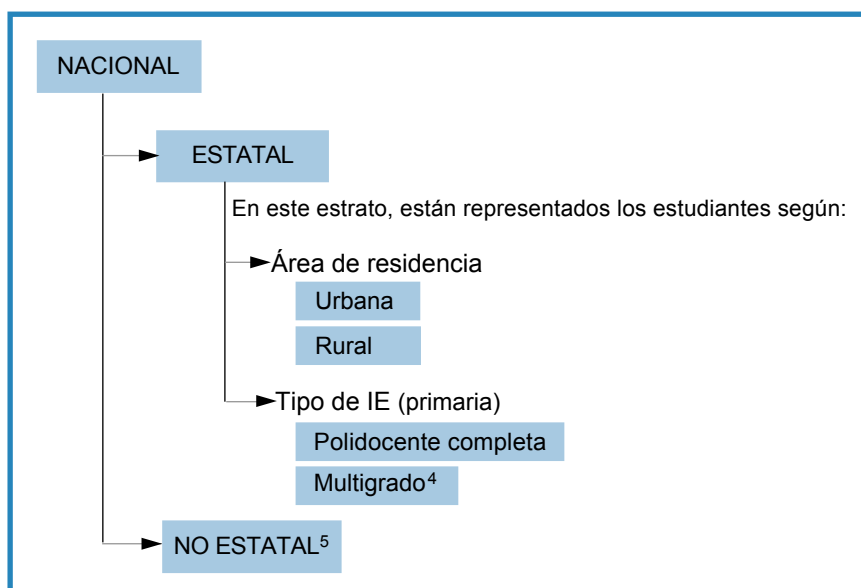 NACIONAL
ESTATAL
En este estrato, están representados los estudiantes según:
Área de residencia
Urbana
Rural
Tipo de IE (primaria)
Polidocente completa
Multigrado⁴
NO ESTATAL⁵